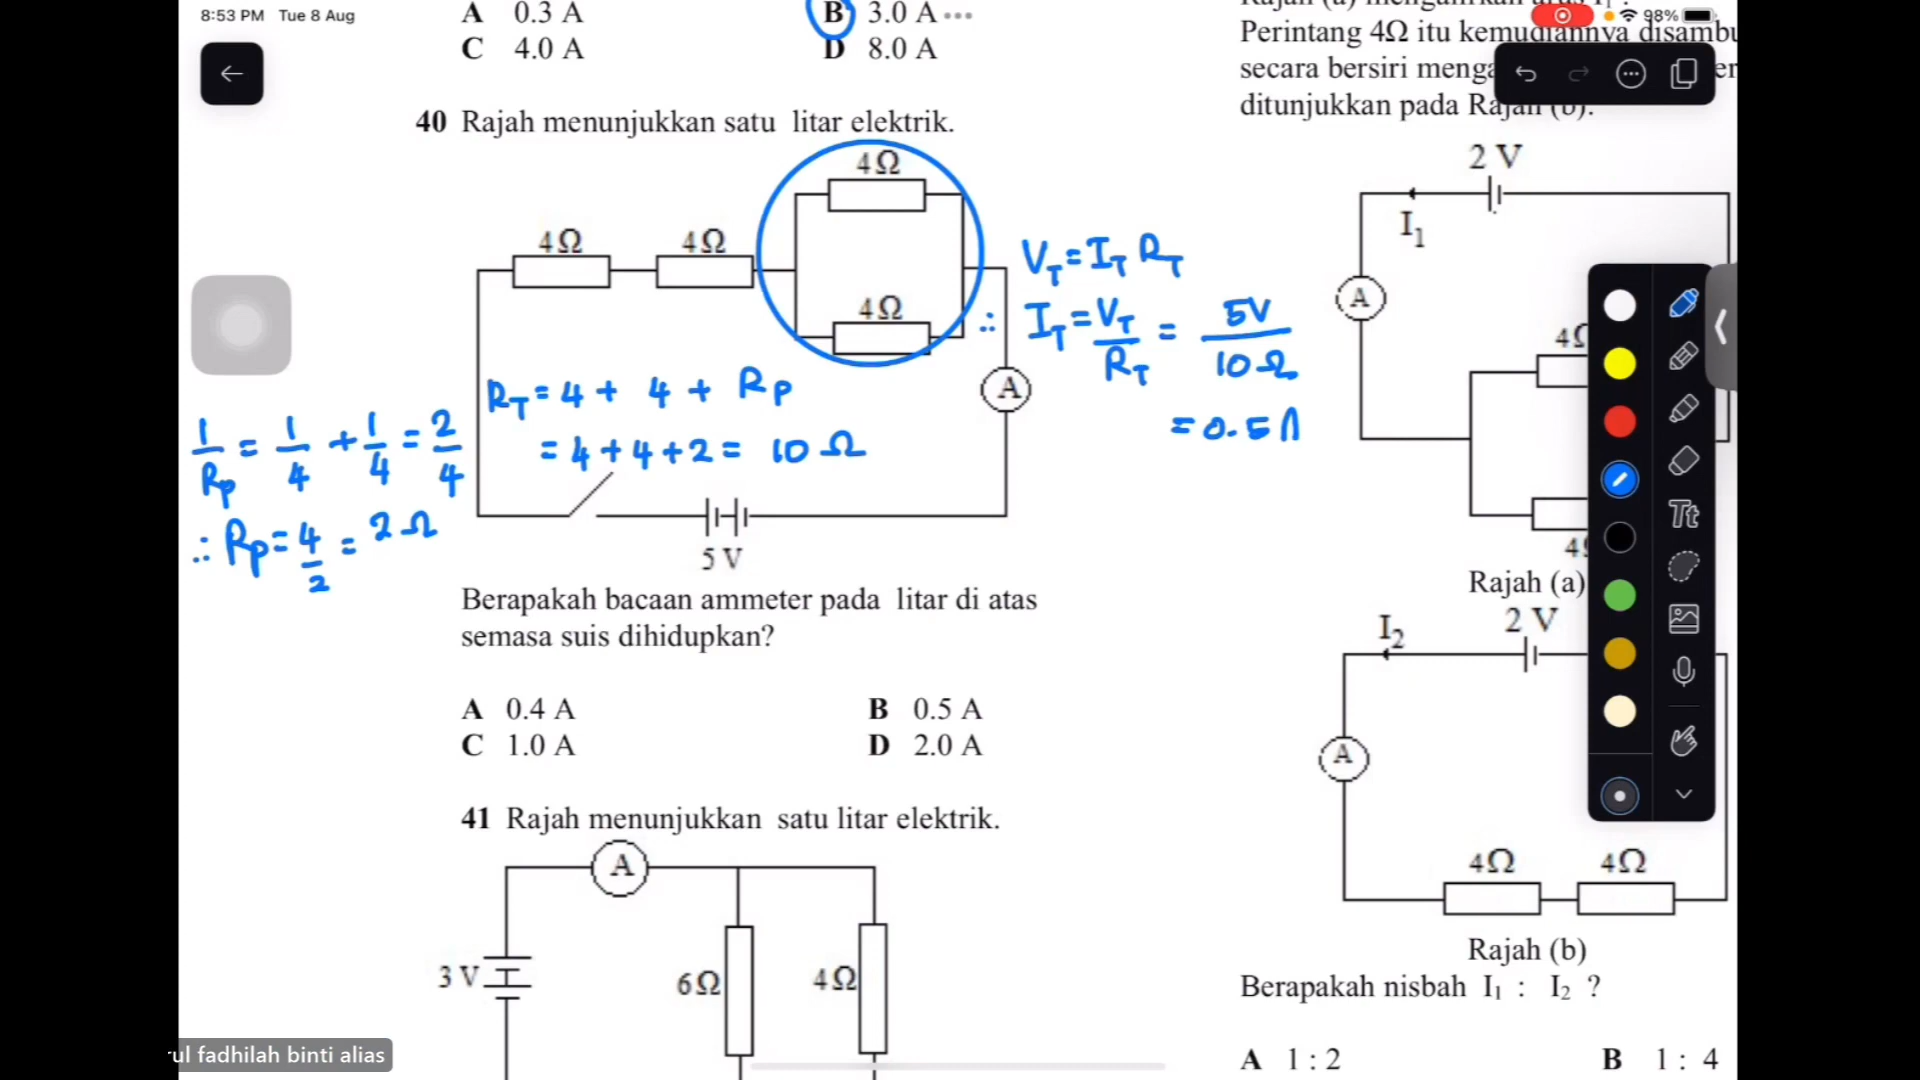 8:53 PM Tue 8 Aug
98%
A 0.3 A B 3.0 A
C 4.0 A D 8.0 A
40 Rajah menunjukkan satu litar elektrik.
4Ω
4Ω 4Ω
4Ω
A
5 V
V_T = I_T R_T
∴ I_T = V_T/R_T = 5V/10Ω
= 0.5A
R_T = 4 + 4 + R_P
= 4 + 4 + 2 = 10 Ω
1/R_P = 1/4 + 1/4 = 2/4
∴ R_P = 4/2 = 2 Ω
Berapakah bacaan ammeter pada litar di atas
semasa suis dihidupkan?
A 0.4 A B 0.5 A
C 1.0 A D 2.0 A
41 Rajah menunjukkan satu litar elektrik.
A
3 V 6Ω 4Ω
rul fadhilah binti alias
Perintang 4Ω itu kemudiannya
secara bersiri
ditunjukkan pada Rajah (b).
2 V
I₁
A
Rajah (a)
I₂ 2 V
A
4Ω 4Ω
Rajah (b)
Berapakah nisbah I₁ : I₂ ?
A 1 : 2 B 1 : 4
Tt